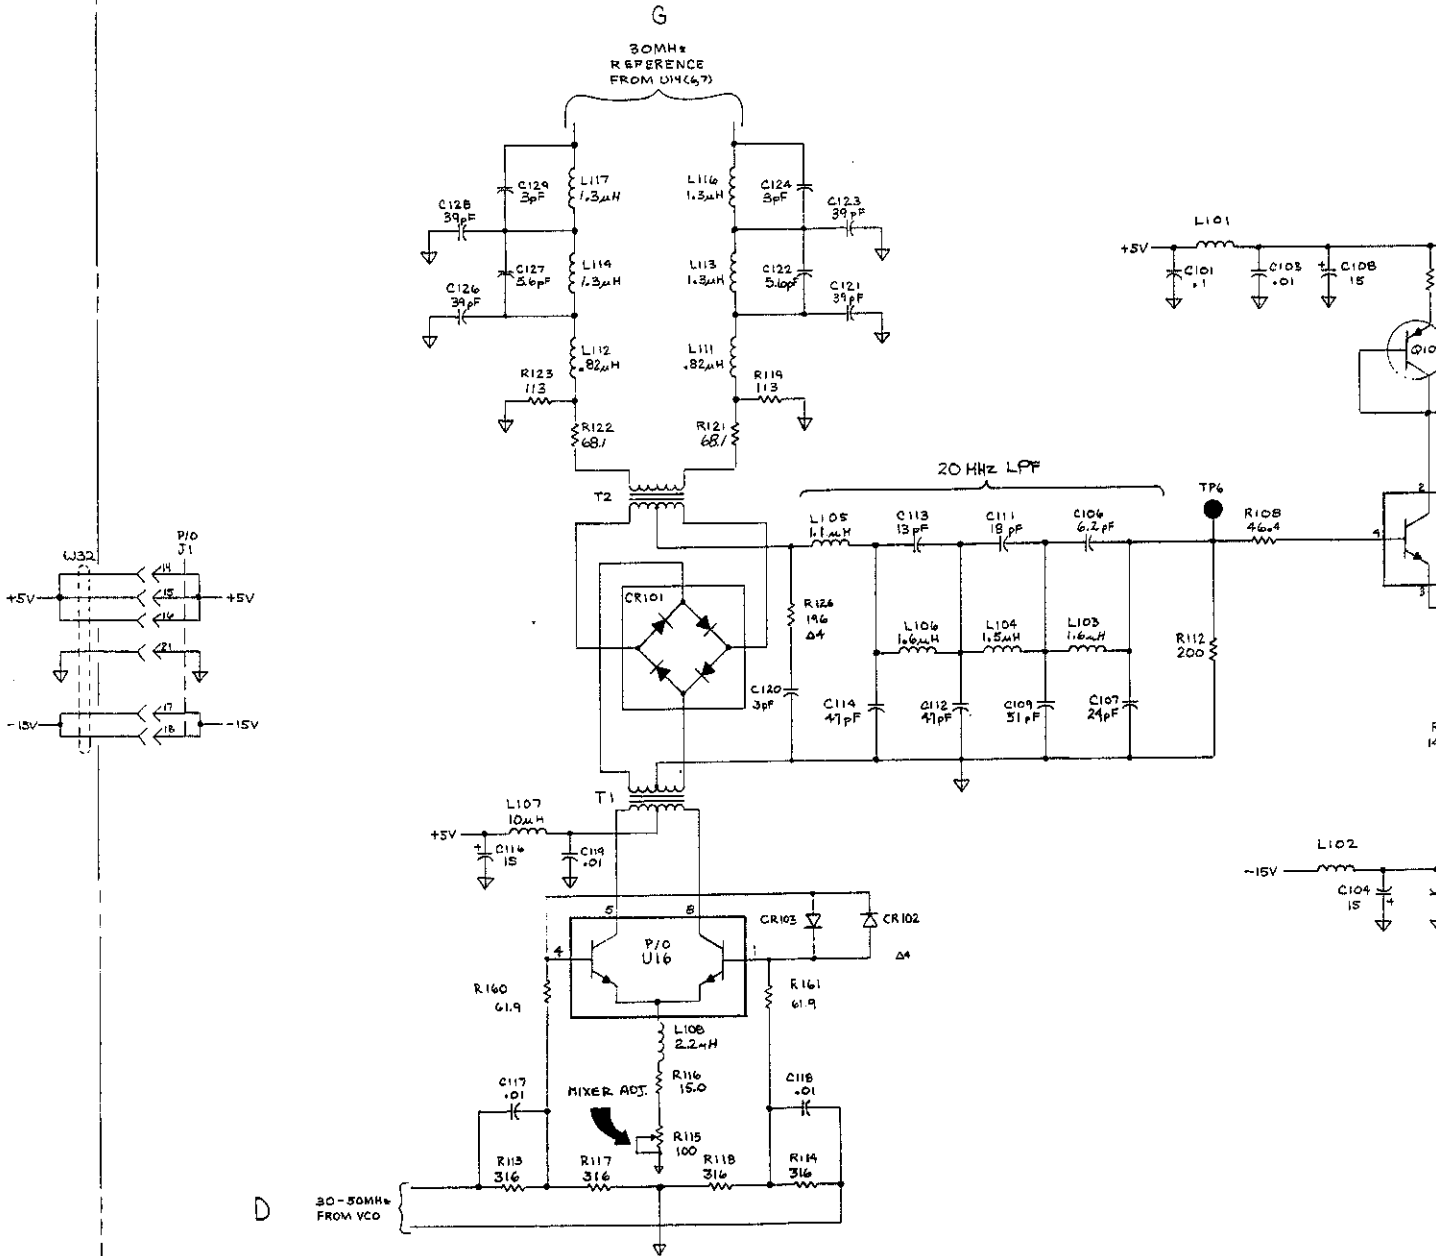 G
30MHz
REFERENCE
FROM U14(6,7)
C129
3pF
L117
1.3µH
L116
1.3µH
C124
3pF
C128
39pF
C123
39pF
C127
5.6pF
L114
1.3µH
L113
1.3µH
C122
5.6pF
C126
39pF
C121
39pF
L112
.82µH
L111
.82µH
R123
113
R119
113
R122
68.1
R121
68.1
L101
+5V
C101
.1
C103
.01
C108
15
Q10
20 MHz LPF
T2
L105
1.1µH
C113
13pF
C111
18pF
C106
6.2pF
TP6
R108
46.4
2
4
3
W32
P/O
J1
14
+5V
15
+5V
16
21
17
-15V
-15V
18
CR101
R126
196
Δ4
L106
1.6µH
L104
1.5µH
L103
1.6µH
R112
200
C120
3pF
C114
47pF
C112
47pF
C109
51pF
C107
24pF
R
14
T1
L107
10µH
+5V
C116
15
C119
.01
L102
-15V
C104
15
5
8
CR103
CR102
4
P/O
U16
1
Δ4
R160
61.9
R161
61.9
L108
2.2µH
C117
.01
MIXER ADJ.
R116
15.0
C118
.01
R115
100
R113
316
R117
316
R118
316
R114
316
D
30-50MHz
FROM VCO